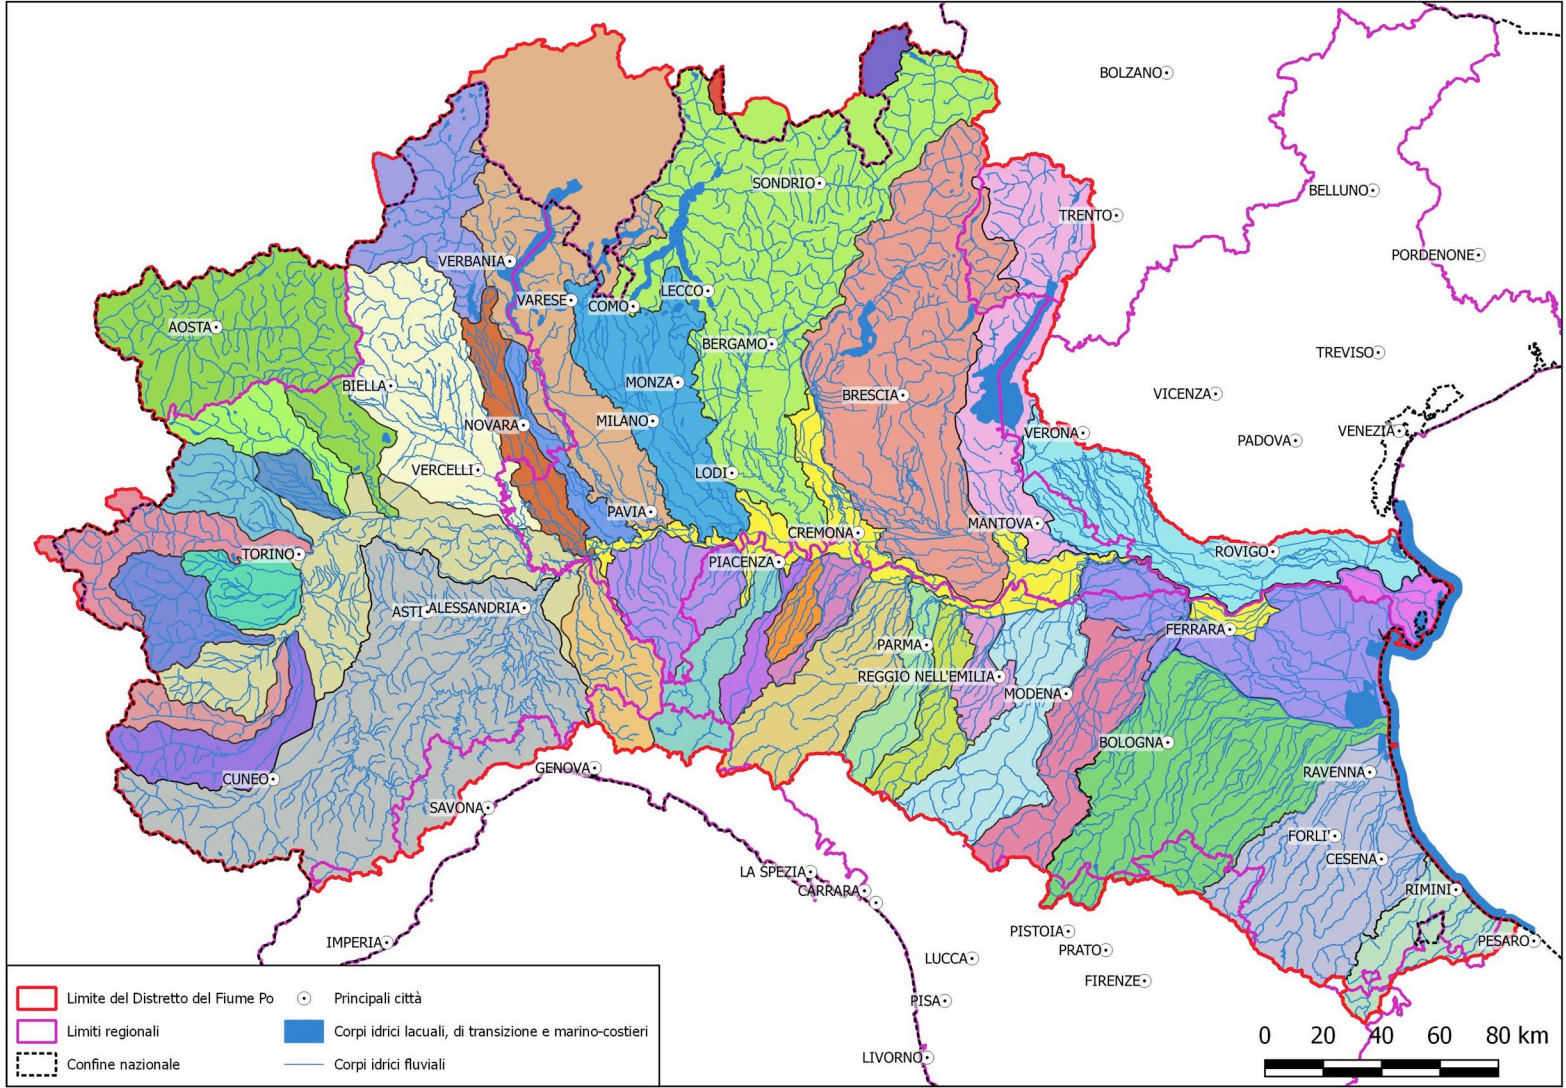 BOLZANO
SONDRIO
BELLUNO
TRENTO
PORDENONE
VERBANIA
LECCO
VARESE
COMO
AOSTA
BERGAMO
TREVISO
MONZA
BIELLA
BRESCIA
VICENZA
MILANO
NOVARA
VERONA
VENEZIA
PADOVA
VERCELLI
LODI
PAVIA
MANTOVA
CREMONA
TORINO
ROVIGO
PIACENZA
ASTI
ALESSANDRIA
FERRARA
PARMA
REGGIO NELL'EMILIA
MODENA
BOLOGNA
GENOVA
RAVENNA
CUNEO
SAVONA
FORLI'
CESENA
LA SPEZIA
CARRARA
RIMINI
PISTOIA
IMPERIA
PESARO
PRATO
LUCCA
FIRENZE
PISA
LIVORNO
Limite del Distretto del Fiume Po
Principali città
Limiti regionali
Corpi idrici lacuali, di transizione e marino-costieri
Confine nazionale
Corpi idrici fluviali
0 20 40 60 80 km